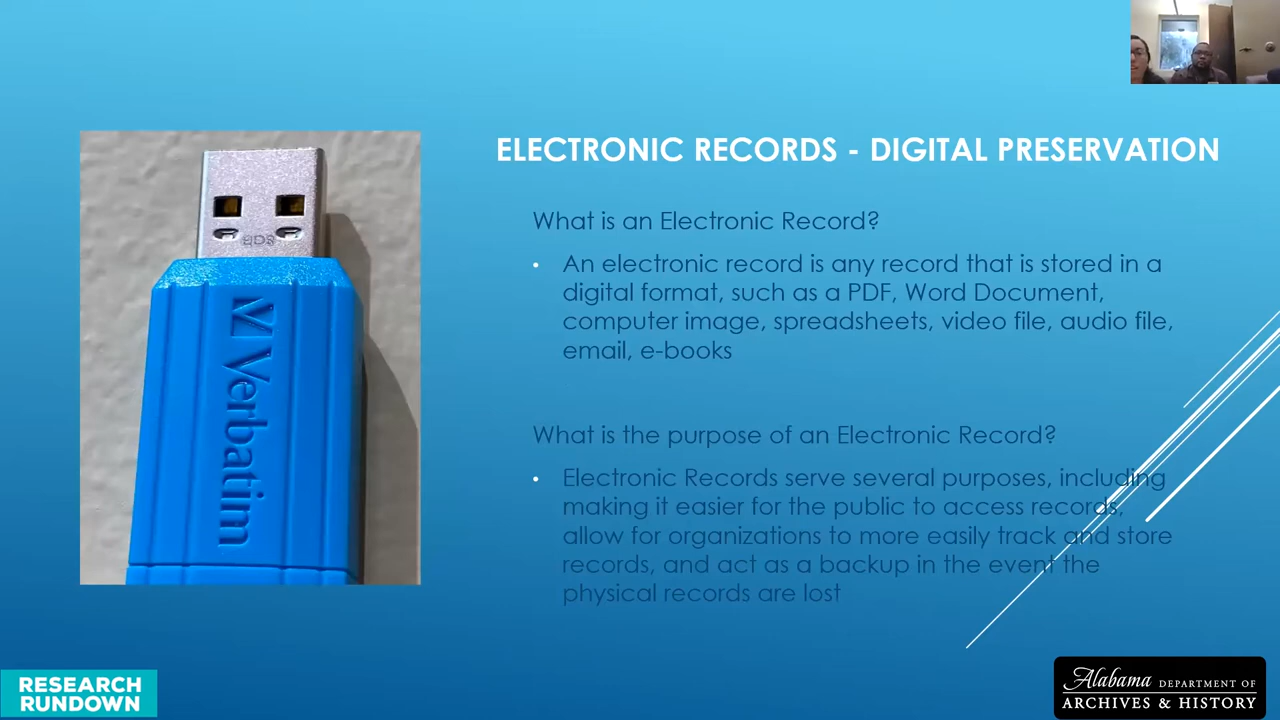 ELECTRONIC RECORDS - DIGITAL PRESERVATION
What is an Electronic Record?
• An electronic record is any record that is stored in a
digital format, such as a PDF, Word Document,
computer image, spreadsheets, video file, audio file,
email, e-books
What is the purpose of an Electronic Record?
• Electronic Records serve several purposes, including
making it easier for the public to access records,
allow for organizations to more easily track and store
records, and act as a backup in the event the
physical records are lost
Verbatim
RESEARCH
RUNDOWN
Alabama DEPARTMENT OF
ARCHIVES & HISTORY